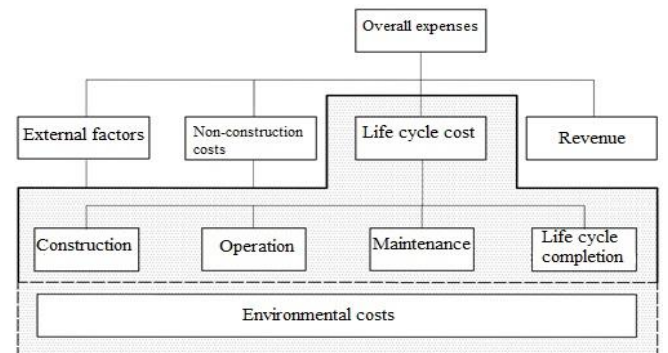 Overall expenses
External factors
Non-construction
costs
Life cycle cost
Revenue
Construction
Operation
Maintenance
Life cycle
completion
Environmental costs